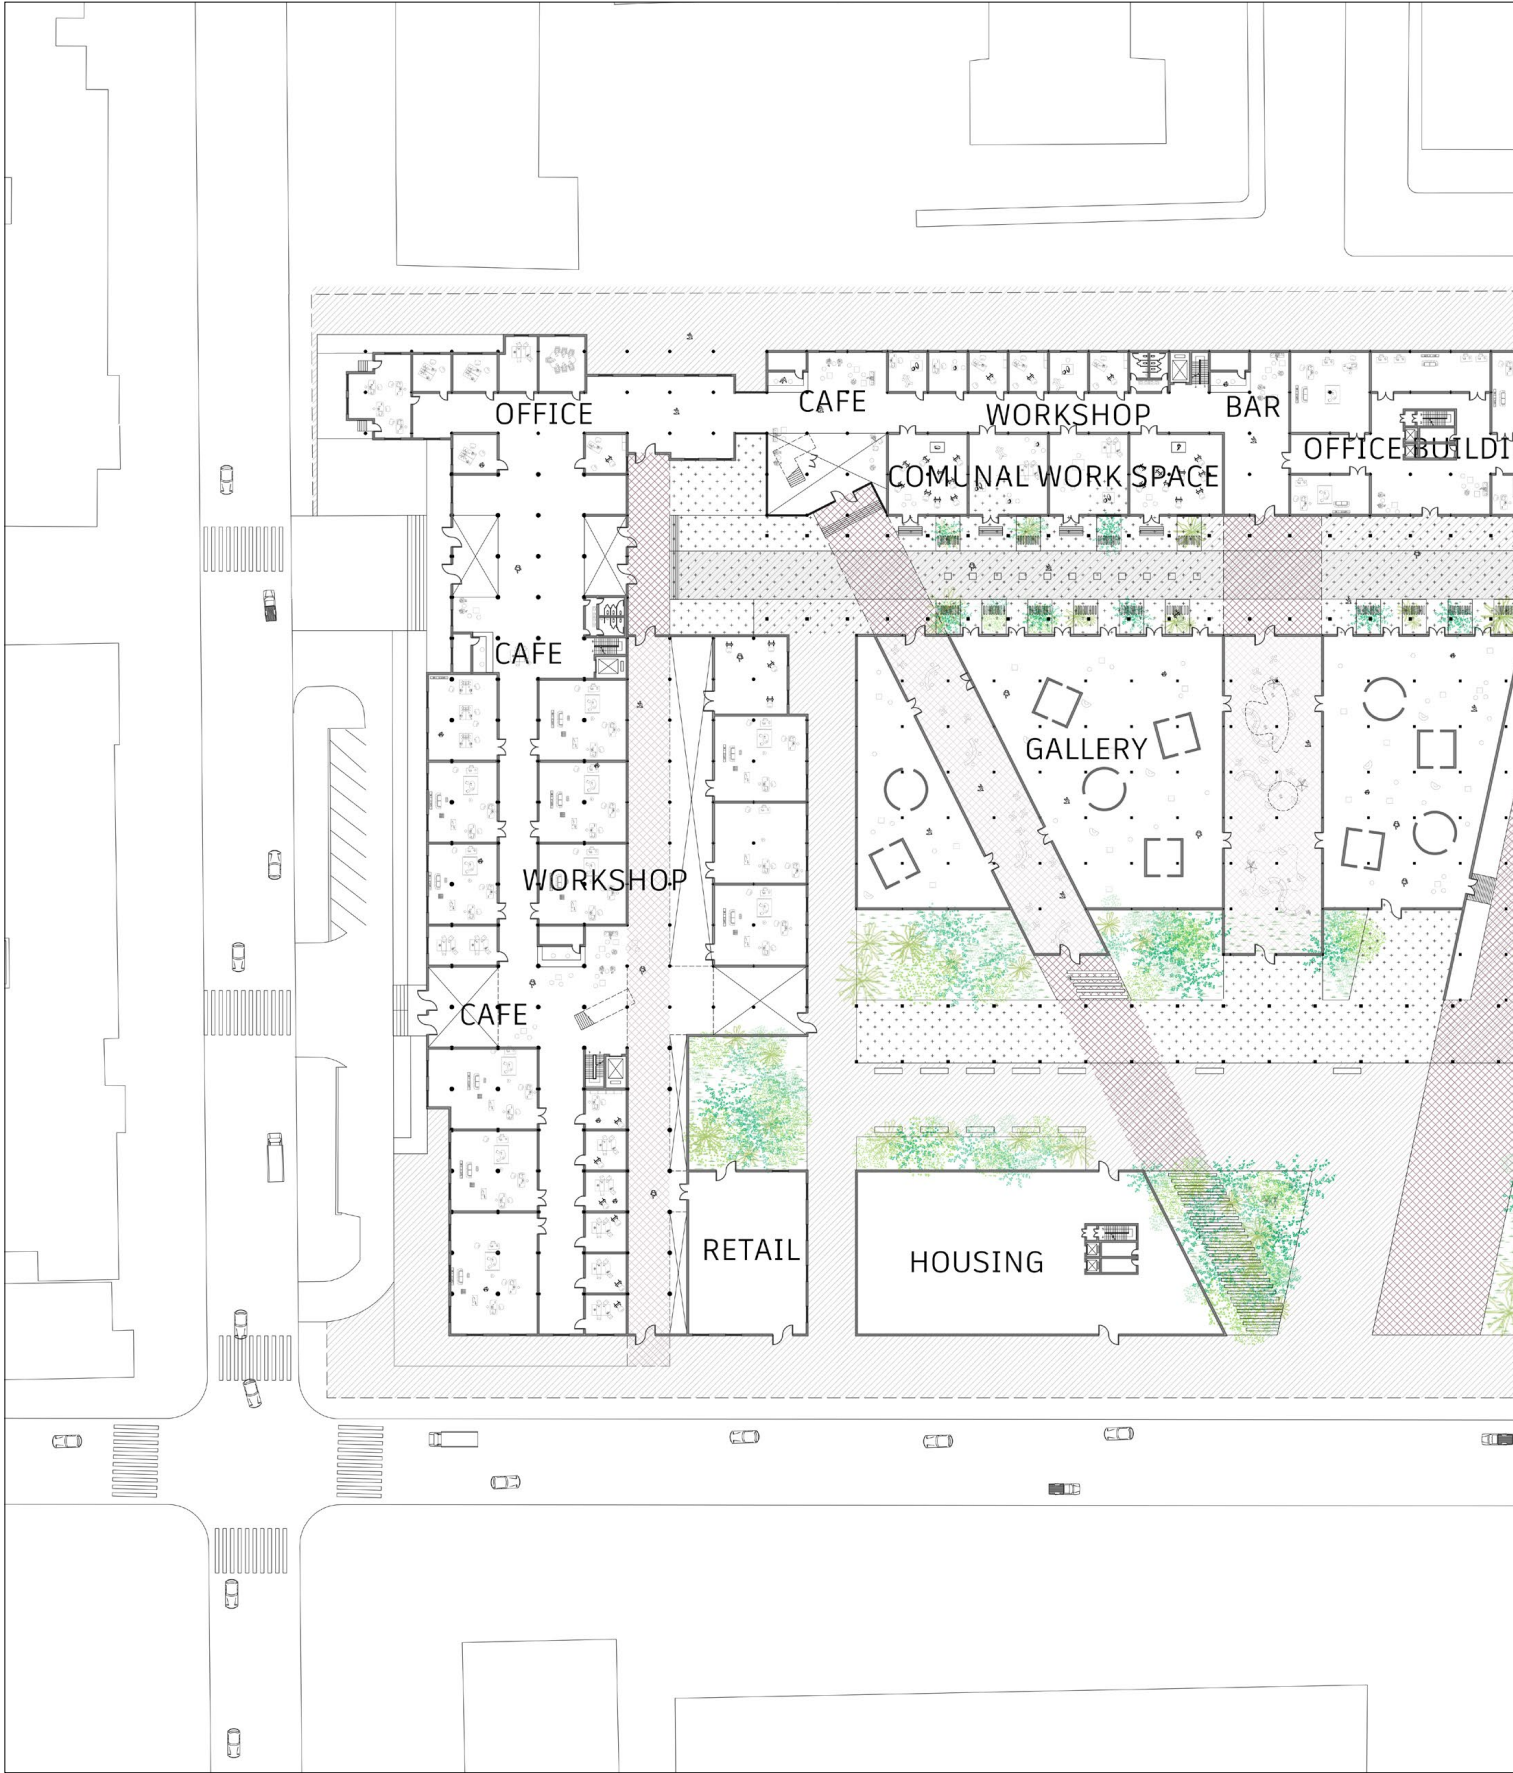 OFFICE
CAFE
WORKSHOP
BAR
OFFICE BUILDI
COMUNAL WORK SPACE
CAFE
GALLERY
WORKSHOP
CAFE
RETAIL
HOUSING